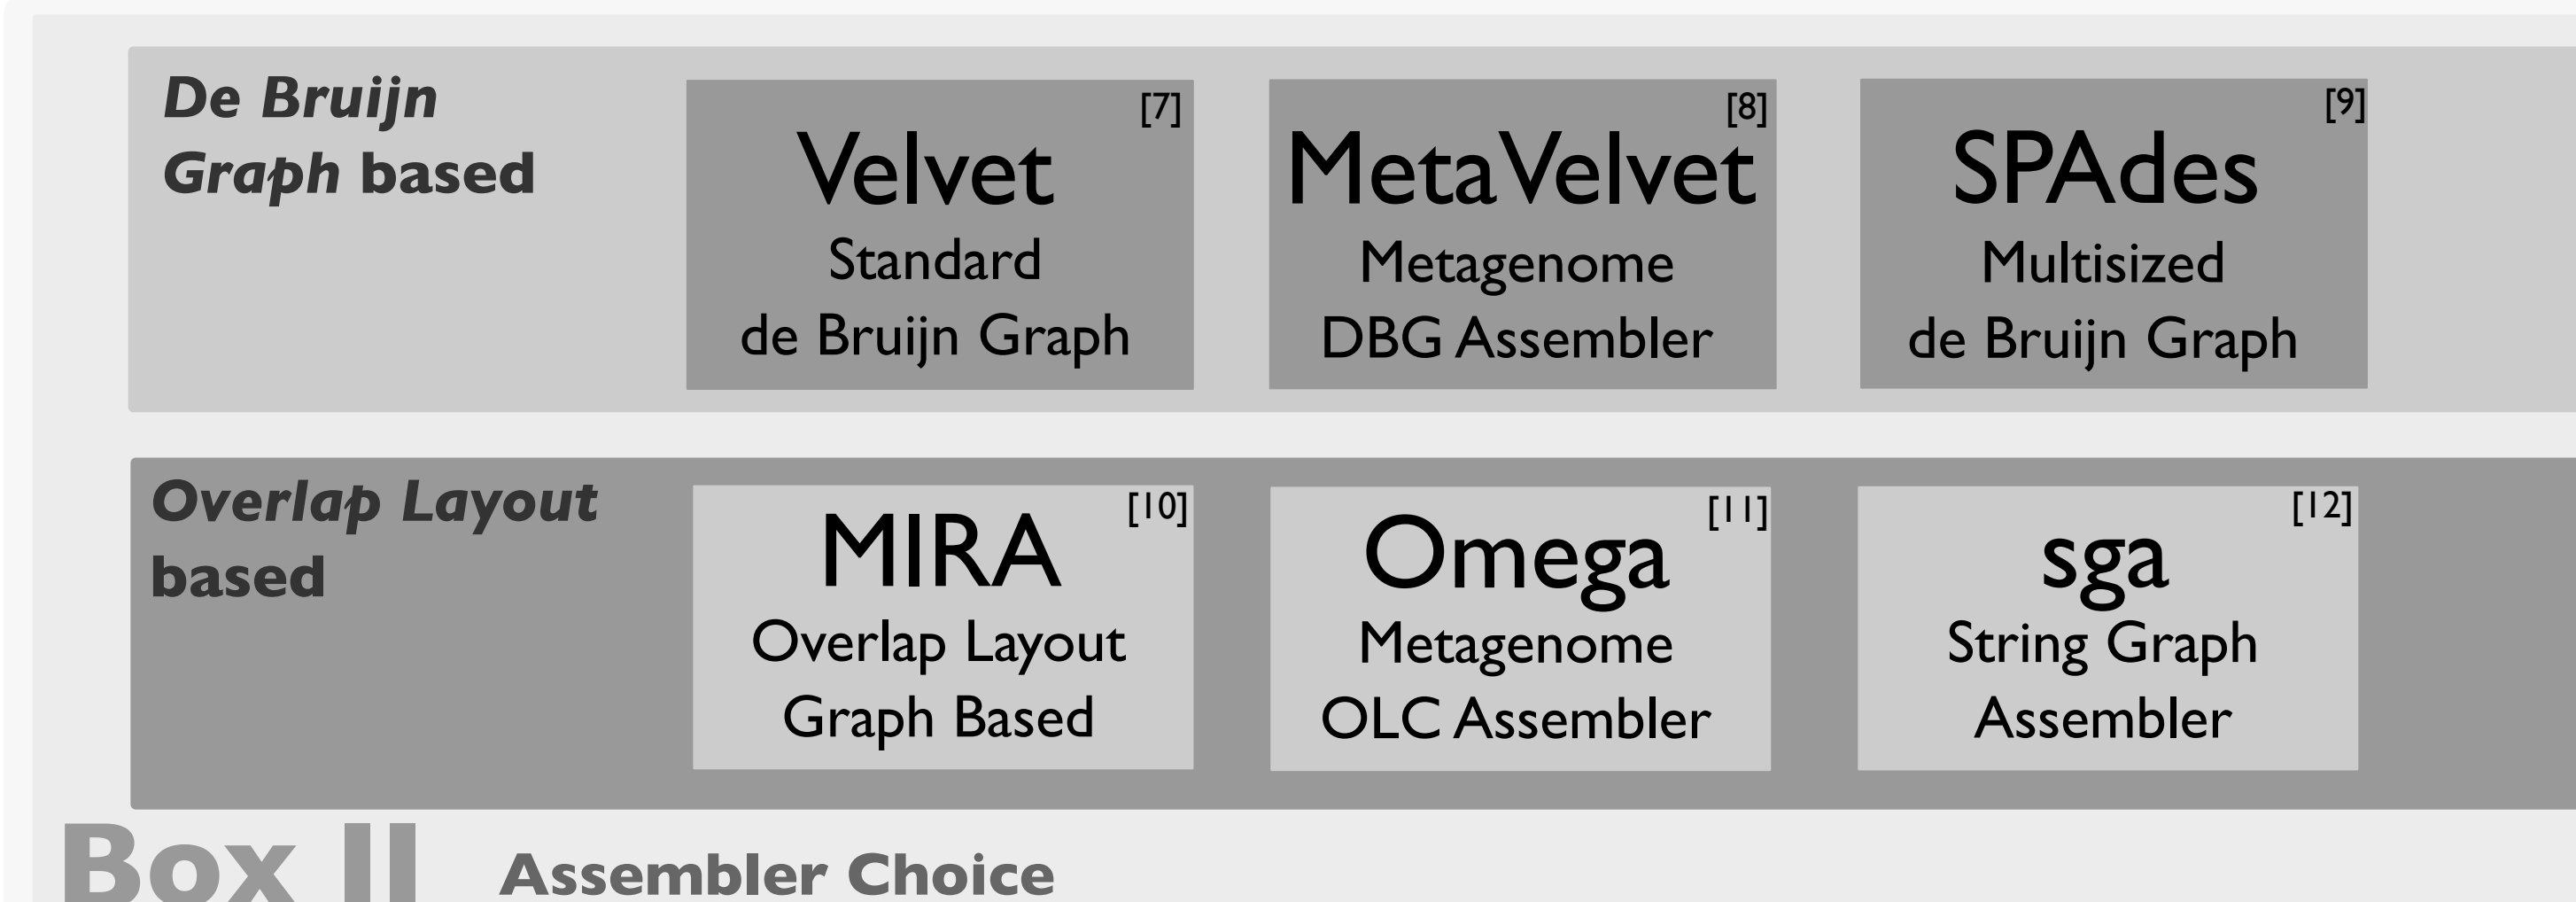 De Bruijn
Graph based
[7]
Velvet
Standard
de Bruijn Graph
[8]
MetaVelvet
Metagenome
DBG Assembler
[9]
SPAdes
Multisized
de Bruijn Graph
Overlap Layout
based
[10]
MIRA
Overlap Layout
Graph Based
[11]
Omega
Metagenome
OLC Assembler
[12]
sga
String Graph
Assembler
Box II
Assembler Choice